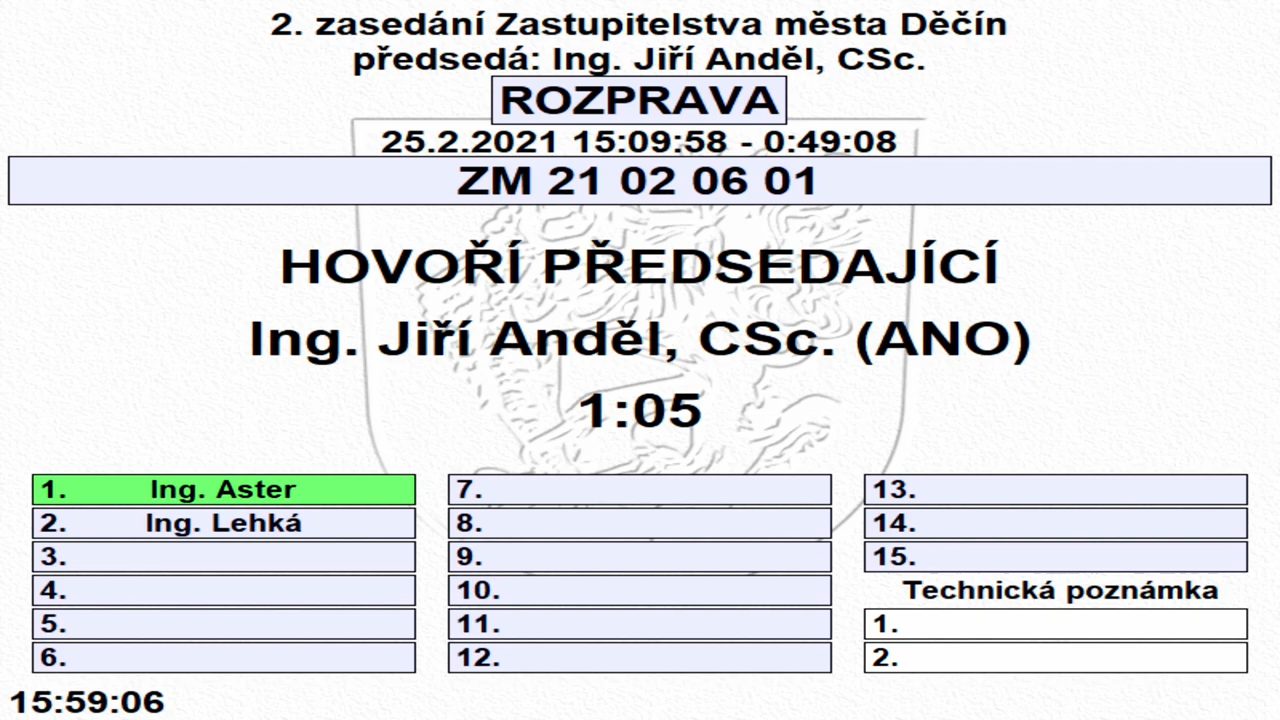 2. zasedání Zastupitelstva města Děčín
předsedá: Ing. Jiří Anděl, CSc.
ROZPRAVA
25.2.2021 15:09:58 - 0:49:08
ZM 21 02 06 01
HOVOŘÍ PŘEDSEDAJÍCÍ
Ing. Jiří Anděl, CSc. (ANO)
1:05
1. Ing. Aster
2. Ing. Lehká
3.
4.
5.
6.
7.
8.
9.
10.
11.
12.
13.
14.
15.
Technická poznámka
1.
2.
15:59:06